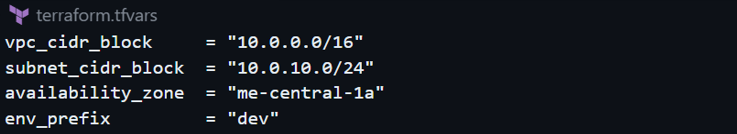 terraform.tfvars
vpc_cidr_block = "10.0.0.0/16"
subnet_cidr_block = "10.0.10.0/24"
availability_zone = "me-central-1a"
env_prefix = "dev"